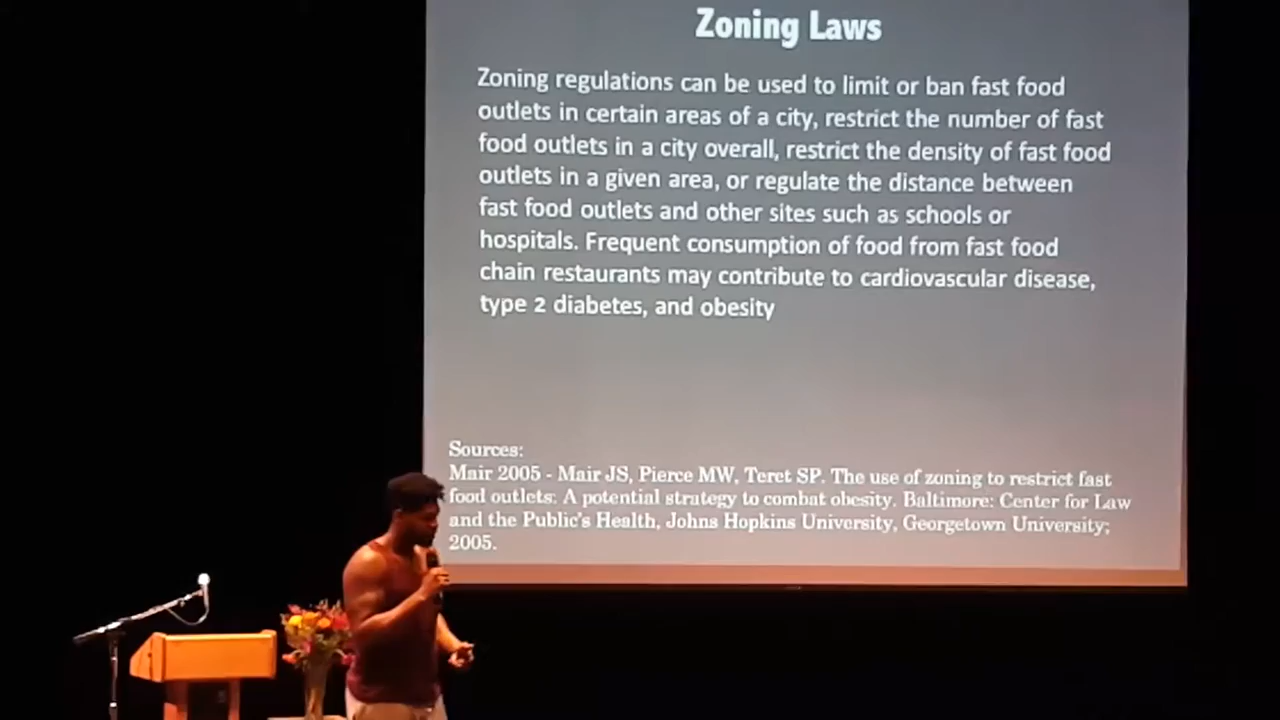 Zoning Laws
Zoning regulations can be used to limit or ban fast food
outlets in certain areas of a city, restrict the number of fast
food outlets in a city overall, restrict the density of fast food
outlets in a given area, or regulate the distance between
fast food outlets and other sites such as schools or
hospitals. Frequent consumption of food from fast food
chain restaurants may contribute to cardiovascular disease,
type 2 diabetes, and obesity
Sources:
Mair 2005 - Mair JS, Pierce MW, Teret SP. The use of zoning to restrict fast
food outlets: A potential strategy to combat obesity. Baltimore: Center for Law
and the Public's Health, Johns Hopkins University, Georgetown University;
2005.